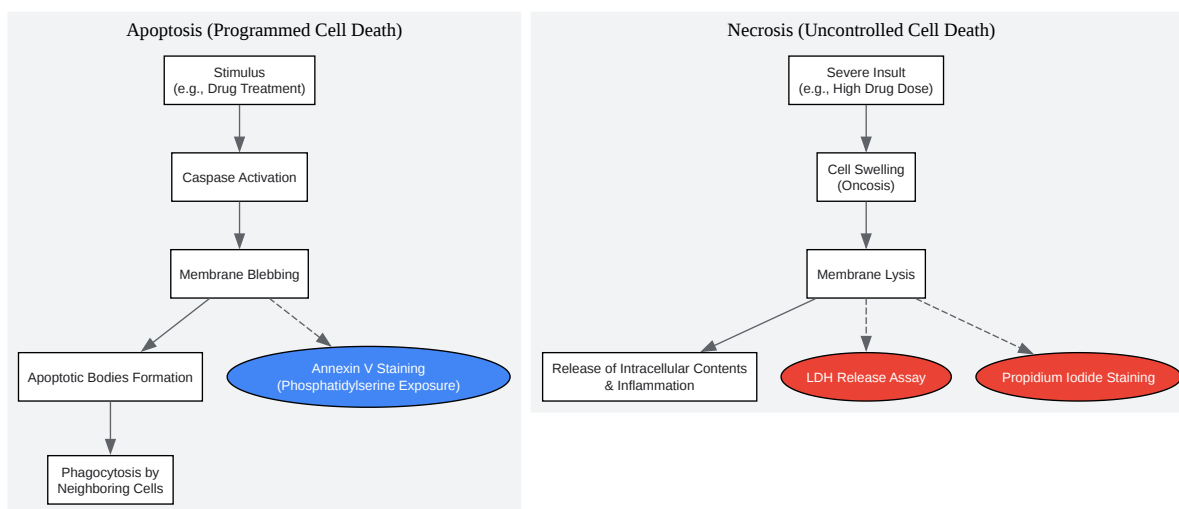 Apoptosis (Programmed Cell Death)
Stimulus
(e.g., Drug Treatment)
Caspase Activation
Membrane Blebbing
Apoptotic Bodies Formation
Annexin V Staining
(Phosphatidylserine Exposure)
Phagocytosis by
Neighboring Cells
Necrosis (Uncontrolled Cell Death)
Severe Insult
(e.g., High Drug Dose)
Cell Swelling
(Oncosis)
Membrane Lysis
Release of Intracellular Contents
& Inflammation
LDH Release Assay
Propidium Iodide Staining